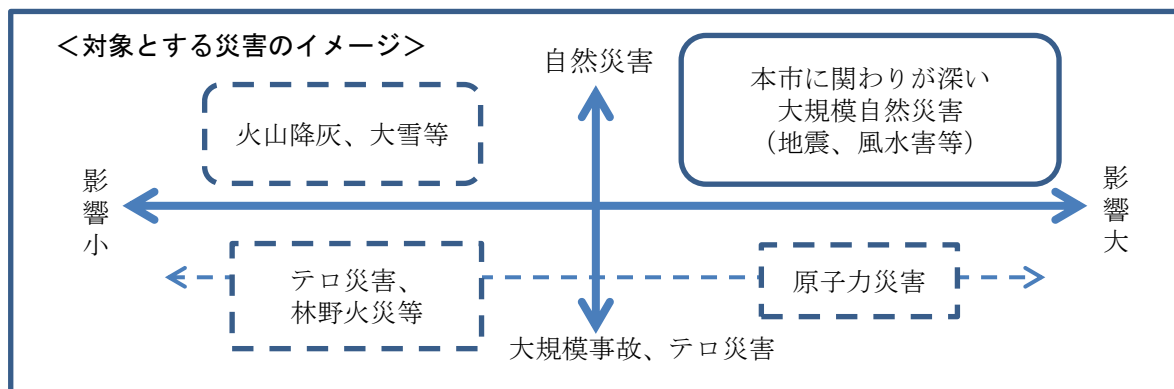 ＜対象とする災害のイメージ＞
自然災害
本市に関わりが深い
大規模自然災害
（地震、風水害等）
火山降灰、大雪等
影響小
影響大
テロ災害、
林野火災等
原子力災害
大規模事故、テロ災害